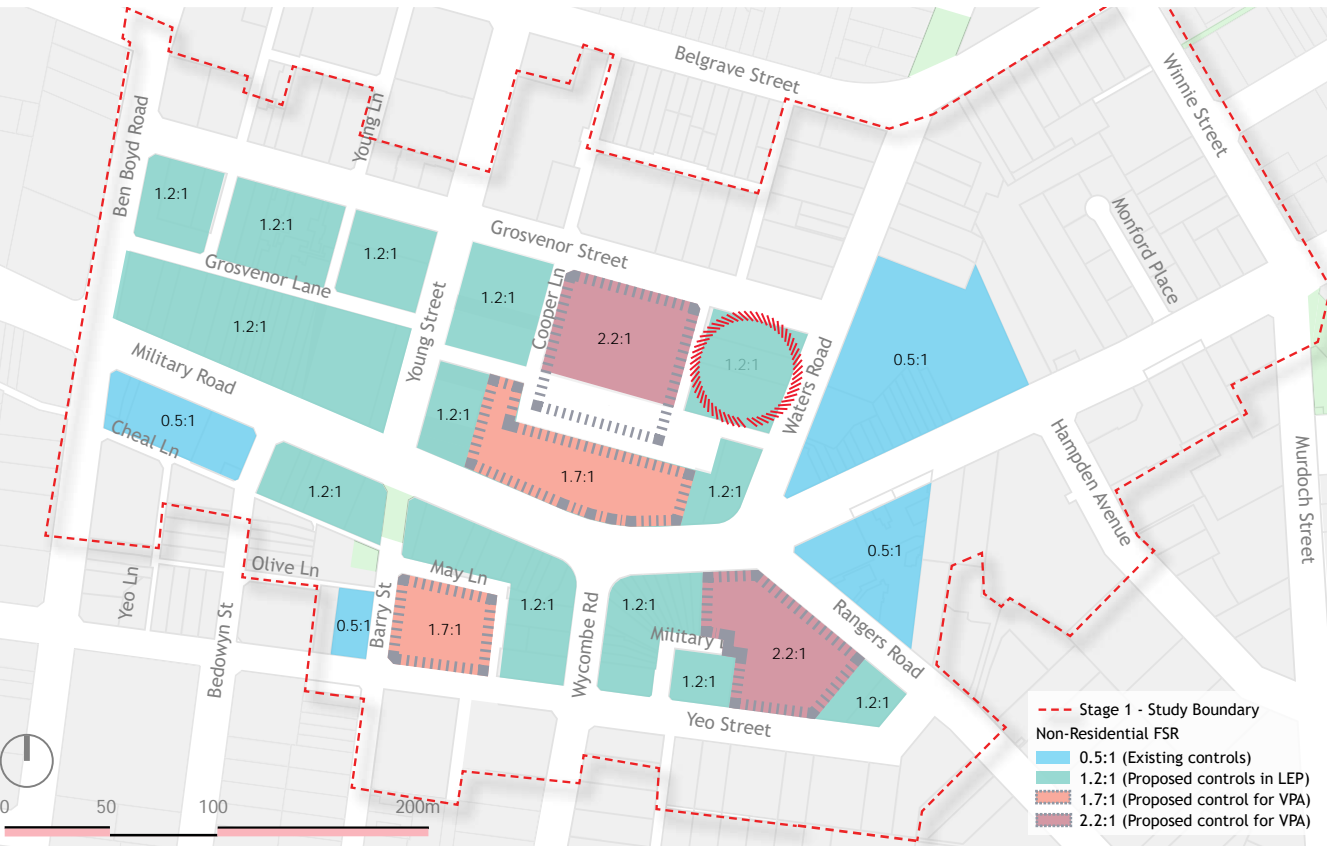 Belgrave Street
Winnie Street
Young Ln
Ben Boyd Road
1.2:1
1.2:1
1.2:1
Monford Place
Grosvenor Street
Grosvenor Lane
1.2:1
Cooper Ln
2.2:1
1.2:1
Waters Road
0.5:1
1.2:1
Young Street
Military Road
0.5:1
Cheal Ln
1.2:1
1.7:1
1.2:1
1.2:1
Hampden Avenue
Murdoch Street
0.5:1
Olive Ln
May Ln
Yeo Ln
Bedowyn St
0.5:1
Barry St
1.7:1
1.2:1
Wycombe Rd
1.2:1
Military L
2.2:1
Rangers Road
1.2:1
1.2:1
Yeo Street
Stage 1 - Study Boundary
Non-Residential FSR
0.5:1 (Existing controls)
1.2:1 (Proposed controls in LEP)
1.7:1 (Proposed control for VPA)
2.2:1 (Proposed control for VPA)
0 50 100 200m